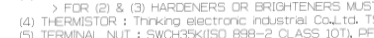 > FOR (2) & (3) HARDENERS OR BRIGHTENERS MUST
(4) THERMISTOR : Thinking electronic industrial Co.,Ltd. T
(5) TERMINAL NUT : SWCH35K(ISO 898-2 CLASS 10T), PF